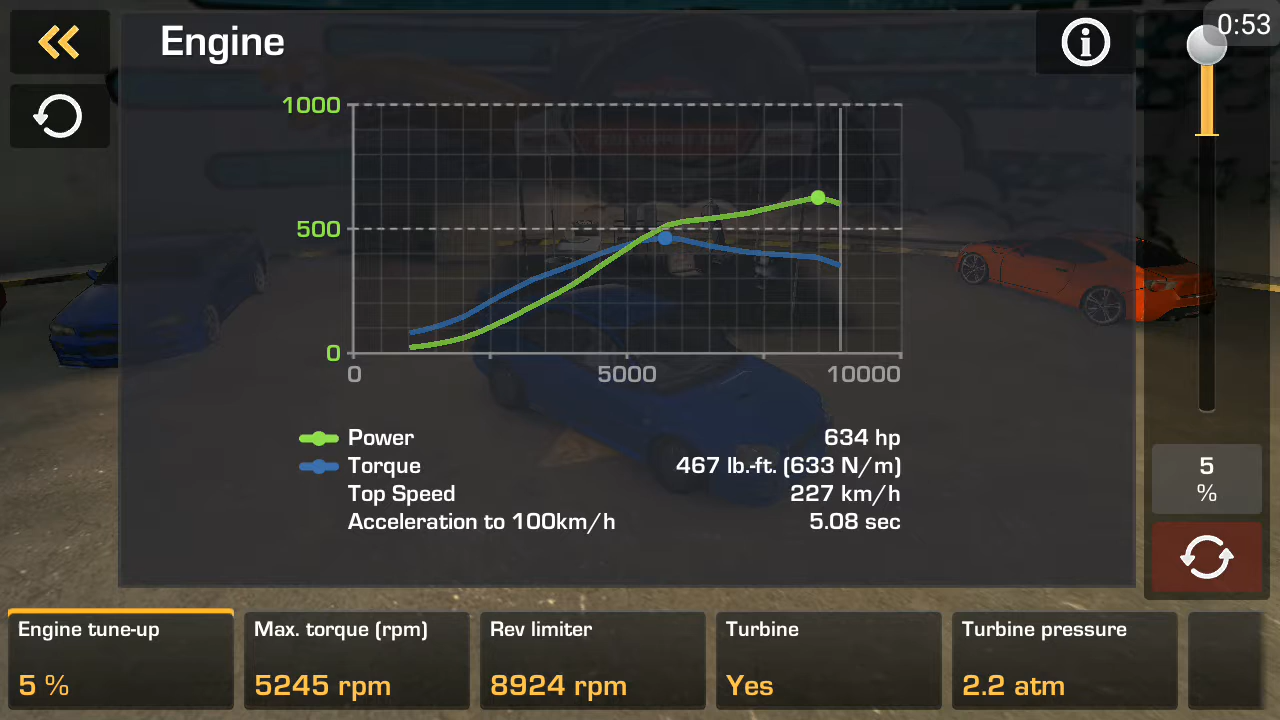 Engine
0:53
1000
500
0
0 5000 10000
Power 634 hp
Torque 467 lb.-ft. (633 N/m)
Top Speed 227 km/h
Acceleration to 100km/h 5.08 sec
5
%
Engine tune-up
5 %
Max. torque (rpm)
5245 rpm
Rev limiter
8924 rpm
Turbine
Yes
Turbine pressure
2.2 atm